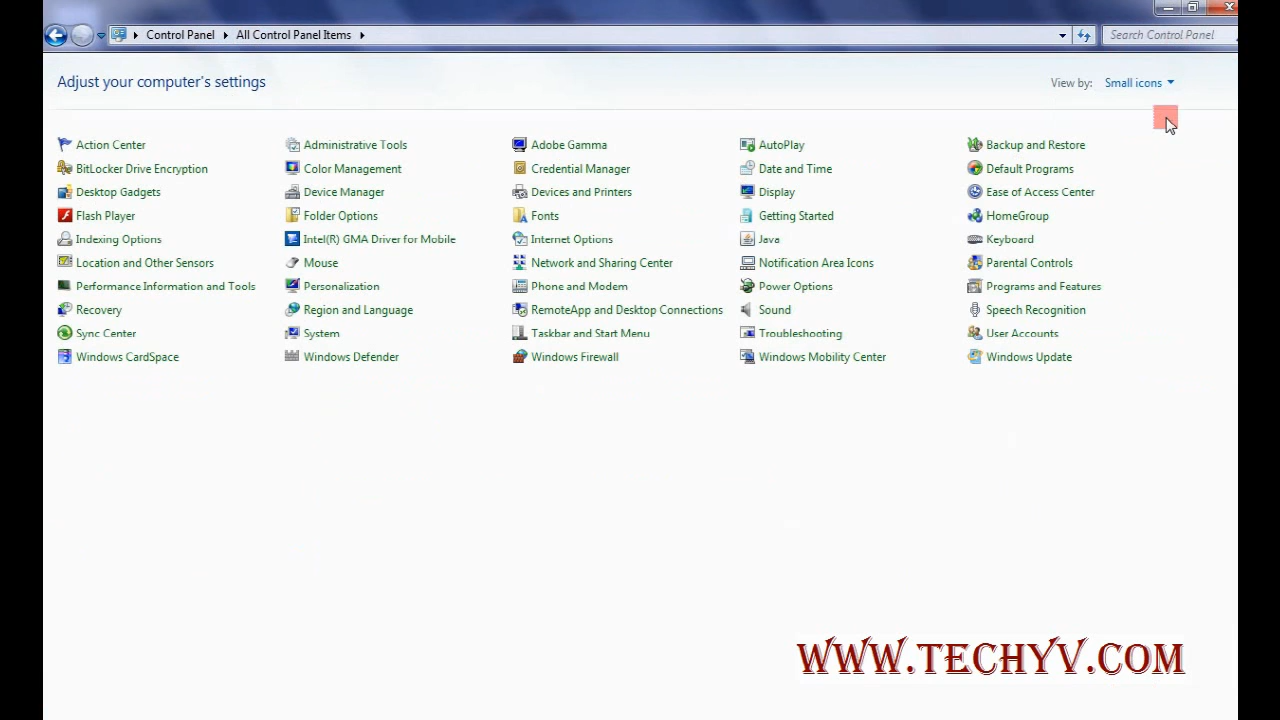 Control Panel All Control Panel Items Search Control Panel
Adjust your computer's settings View by: Small icons
Action Center Administrative Tools Adobe Gamma AutoPlay Backup and Restore
BitLocker Drive Encryption Color Management Credential Manager Date and Time Default Programs
Desktop Gadgets Device Manager Devices and Printers Display Ease of Access Center
Flash Player Folder Options Fonts Getting Started HomeGroup
Indexing Options Intel(R) GMA Driver for Mobile Internet Options Java Keyboard
Location and Other Sensors Mouse Network and Sharing Center Notification Area Icons Parental Controls
Performance Information and Tools Personalization Phone and Modem Power Options Programs and Features
Recovery Region and Language RemoteApp and Desktop Connections Sound Speech Recognition
Sync Center System Taskbar and Start Menu Troubleshooting User Accounts
Windows CardSpace Windows Defender Windows Firewall Windows Mobility Center Windows Update
WWW.TECHYV.COM